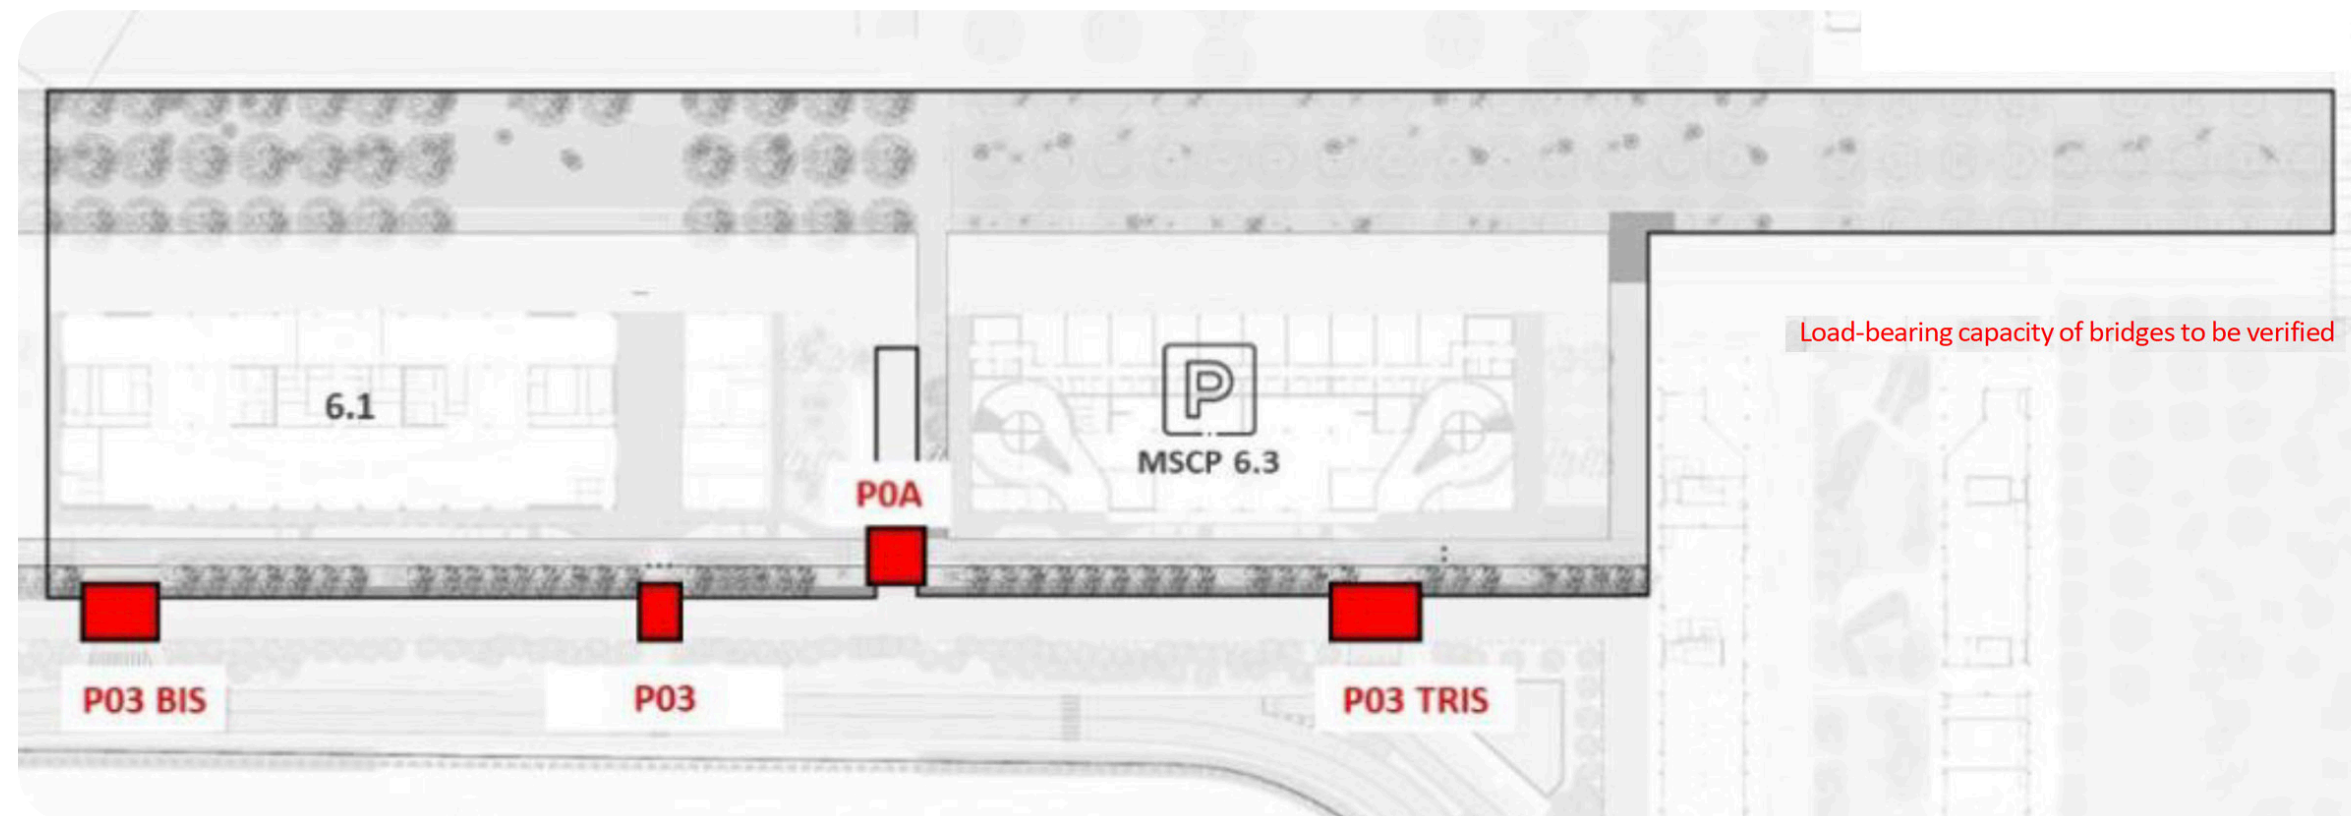 Load-bearing capacity of bridges to be verified
6.1
P
MSCP 6.3
P0A
P03 BIS
P03
P03 TRIS